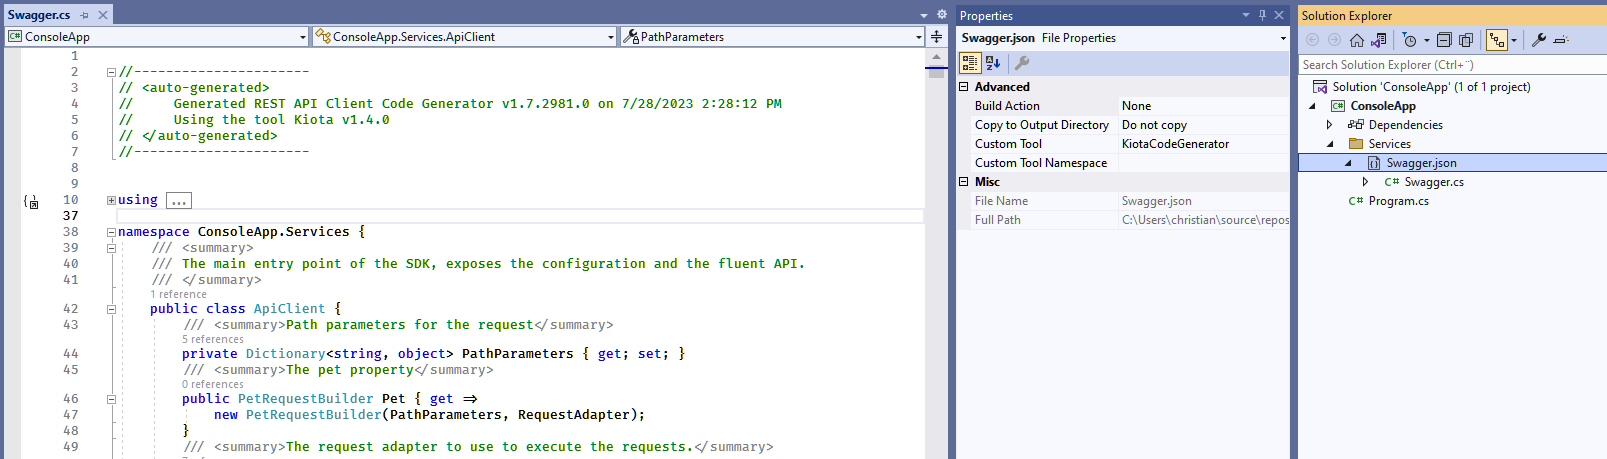 Swagger.cs
ConsoleApp
ConsoleApp.Services.ApiClient
PathParameters
1
2 //-----------------------
3 // <auto-generated>
4 //     Generated REST API Client Code Generator v1.7.2981.0 on 7/28/2023 2:28:12 PM
5 //     Using the tool Kiota v1.4.0
6 // </auto-generated>
7 //-----------------------
8
9
10 using ...
37
38 namespace ConsoleApp.Services {
39 /// <summary>
40 /// The main entry point of the SDK, exposes the configuration and the fluent API.
41 /// </summary>
1 reference
42 public class ApiClient {
43 /// <summary>Path parameters for the request</summary>
5 references
44 private Dictionary<string, object> PathParameters { get; set; }
45 /// <summary>The pet property</summary>
0 references
46 public PetRequestBuilder Pet { get =>
47 new PetRequestBuilder(PathParameters, RequestAdapter);
48 }
49 /// <summary>The request adapter to use to execute the requests.</summary>
Properties
Swagger.json File Properties
Advanced
Build Action None
Copy to Output Directory Do not copy
Custom Tool KiotaCodeGenerator
Custom Tool Namespace
Misc
File Name Swagger.json
Full Path C:\Users\christian\source\repos
Solution Explorer
Search Solution Explorer (Ctrl+¨)
Solution 'ConsoleApp' (1 of 1 project)
ConsoleApp
Dependencies
Services
Swagger.json
Swagger.cs
Program.cs